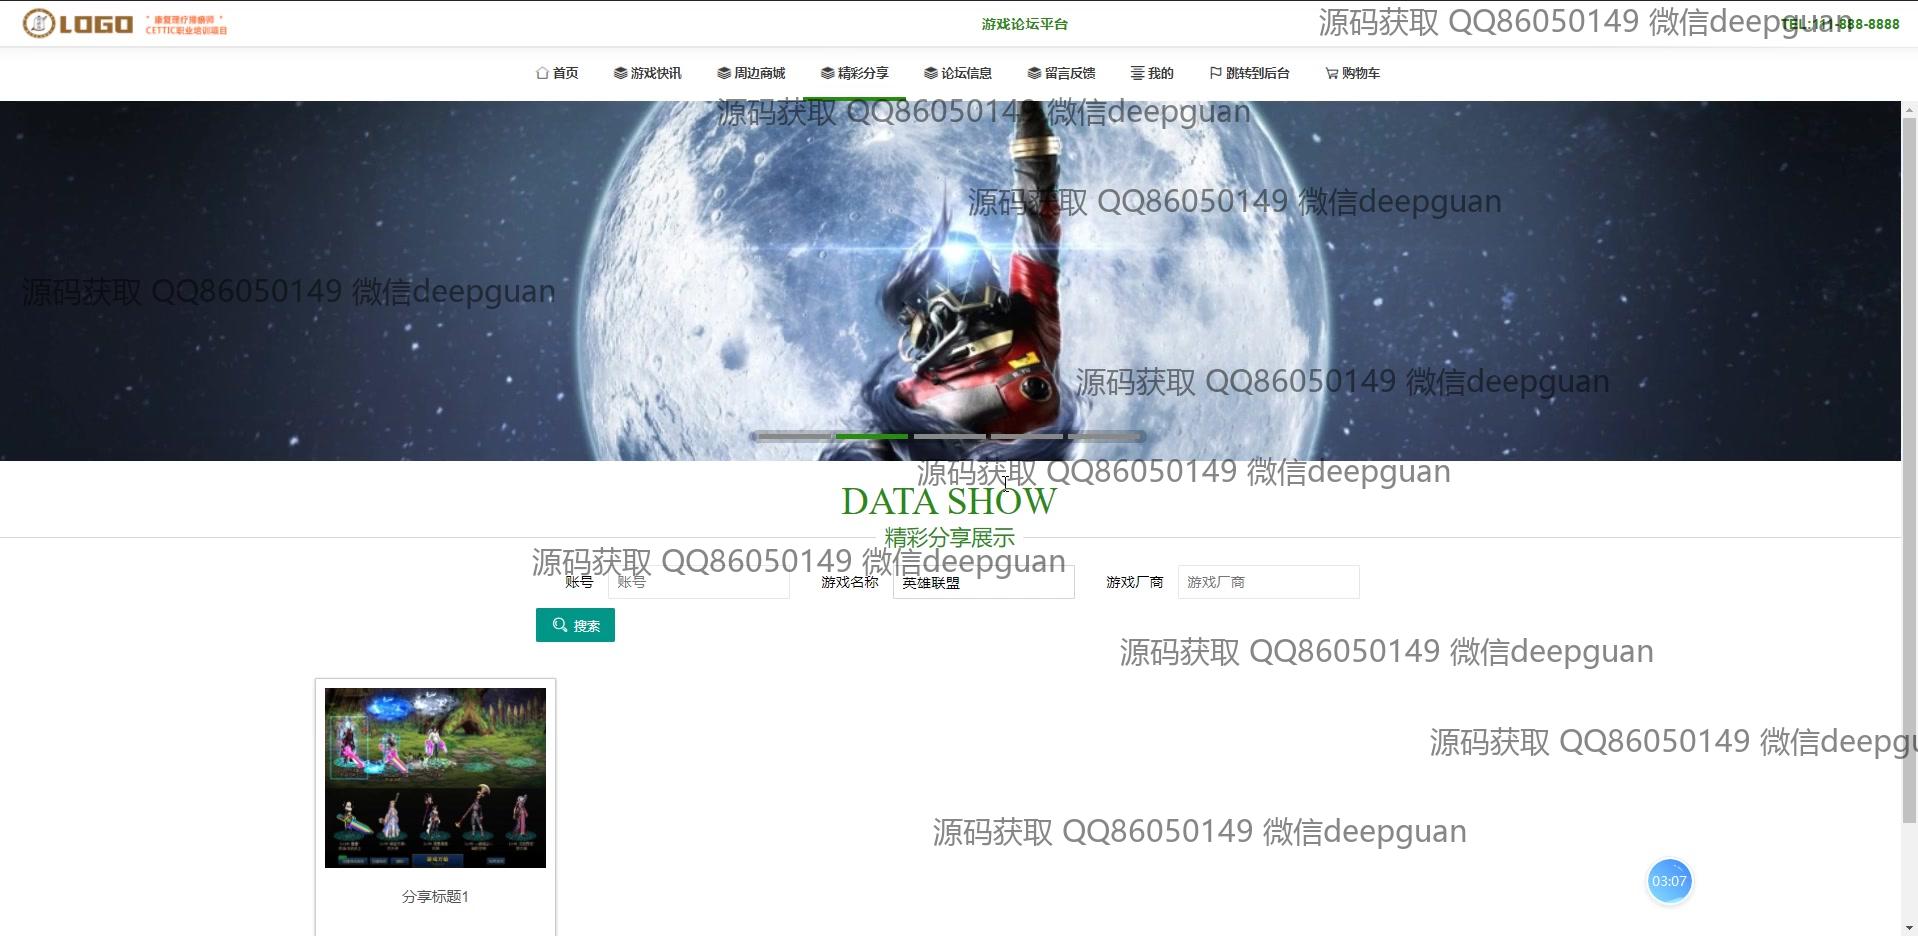 LOGO
康复理疗排痧师
CETTIC职业培训项目
游戏论坛平台
源码获取 QQ86050149 微信deepguan
TEL:111-888-8888
首页
游戏快讯
周边商城
精彩分享
论坛信息
留言反馈
我的
跳转到后台
购物车
源码获取 QQ86050149 微信deepguan
源码获取 QQ86050149 微信deepguan
源码获取 QQ86050149 微信deepguan
源码获取 QQ86050149 微信deepguan
源码获取 QQ86050149 微信deepguan
DATA SHOW
精彩分享展示
源码获取 QQ86050149 微信deepguan
账号
账号
游戏名称
英雄联盟
游戏厂商
游戏厂商
搜索
源码获取 QQ86050149 微信deepguan
源码获取 QQ86050149 微信deepgu
源码获取 QQ86050149 微信deepguan
03:07
分享标题1